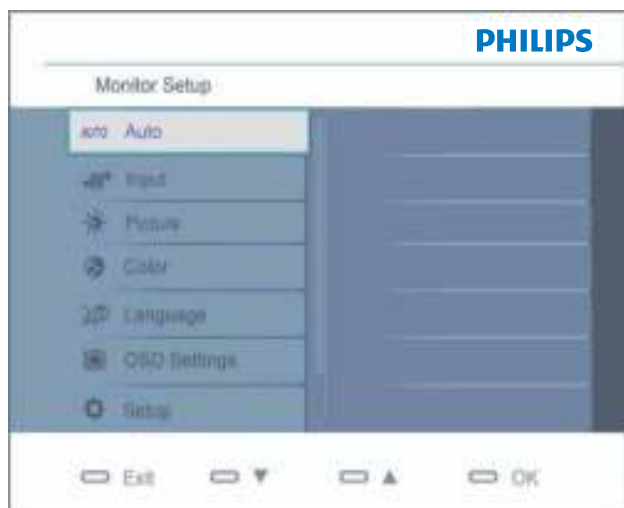 PHILIPS
Monitor Setup
AUTO Auto
Input
Picture
Color
Language
OSD Settings
Setup
Exit ▼ ▲ OK